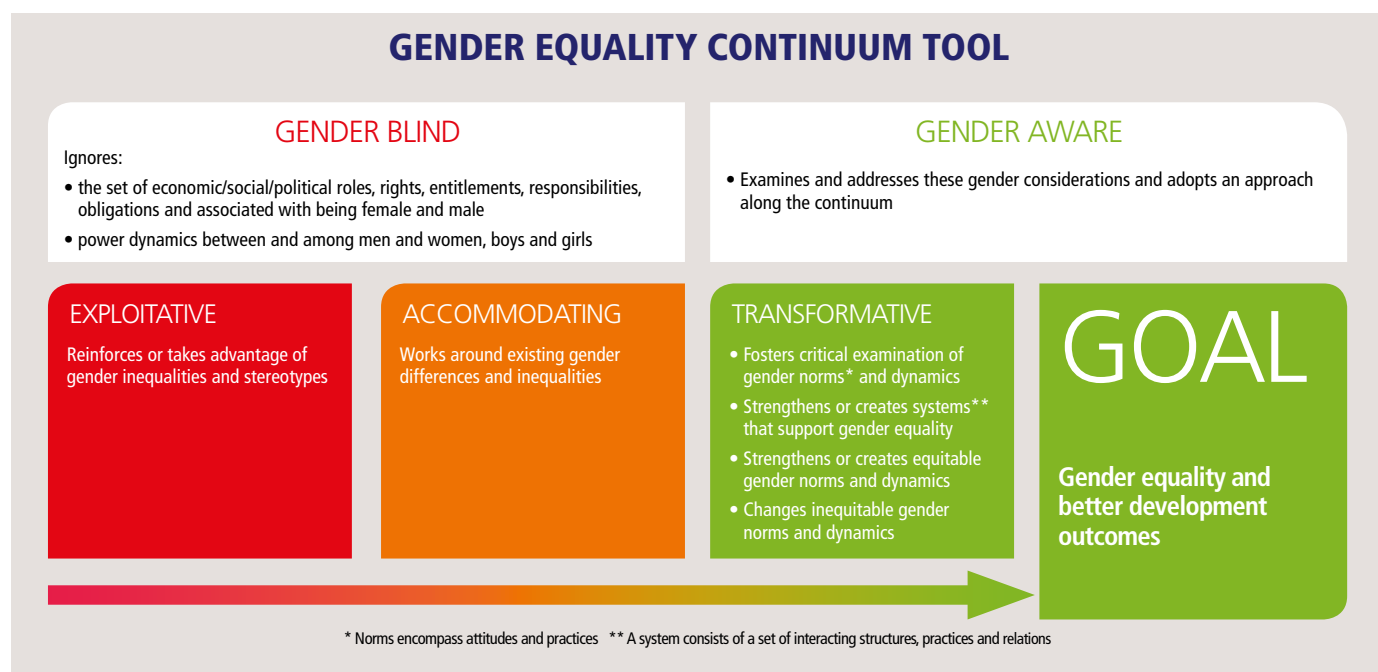 GENDER EQUALITY CONTINUUM TOOL
GENDER BLIND
Ignores:
• the set of economic/social/political roles, rights, entitlements, responsibilities,
obligations and associated with being female and male
• power dynamics between and among men and women, boys and girls
GENDER AWARE
• Examines and addresses these gender considerations and adopts an approach
along the continuum
EXPLOITATIVE
Reinforces or takes advantage of
gender inequalities and stereotypes
ACCOMMODATING
Works around existing gender
differences and inequalities
TRANSFORMATIVE
• Fosters critical examination of
gender norms* and dynamics
• Strengthens or creates systems**
that support gender equality
• Strengthens or creates equitable
gender norms and dynamics
• Changes inequitable gender
norms and dynamics
GOAL
Gender equality and
better development
outcomes
* Norms encompass attitudes and practices ** A system consists of a set of interacting structures, practices and relations